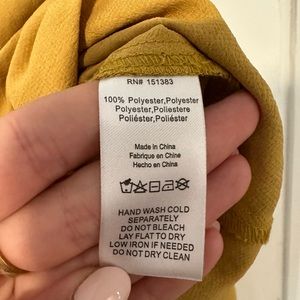 RN# 151383
100% Polyester,Polyester
Polyester,Poliestere
Poliéster,Poliéster
Made in China
Fabrique en Chine
Hecho en China
HAND WASH COLD
SEPARATELY
DO NOT BLEACH
LAY FLAT TO DRY
LOW IRON IF NEEDED
DO NOT DRY CLEAN